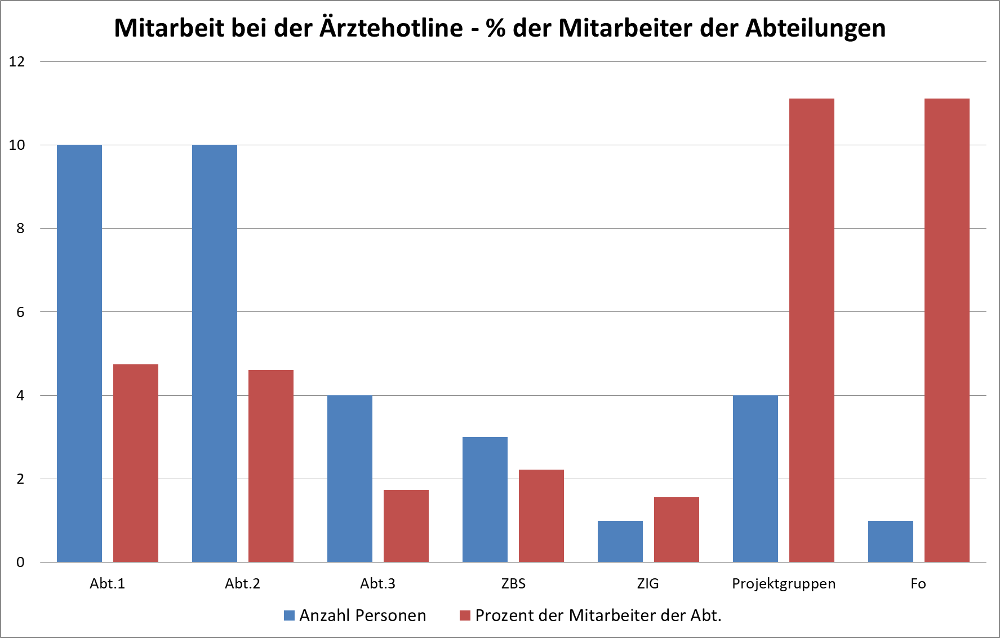 Mitarbeit bei der Ärztehotline - % der Mitarbeiter der Abteilungen
12
10
8
6
4
2
0
Abt.1 Abt.2 Abt.3 ZBS ZIG Projektgruppen Fo
Anzahl Personen Prozent der Mitarbeiter der Abt.